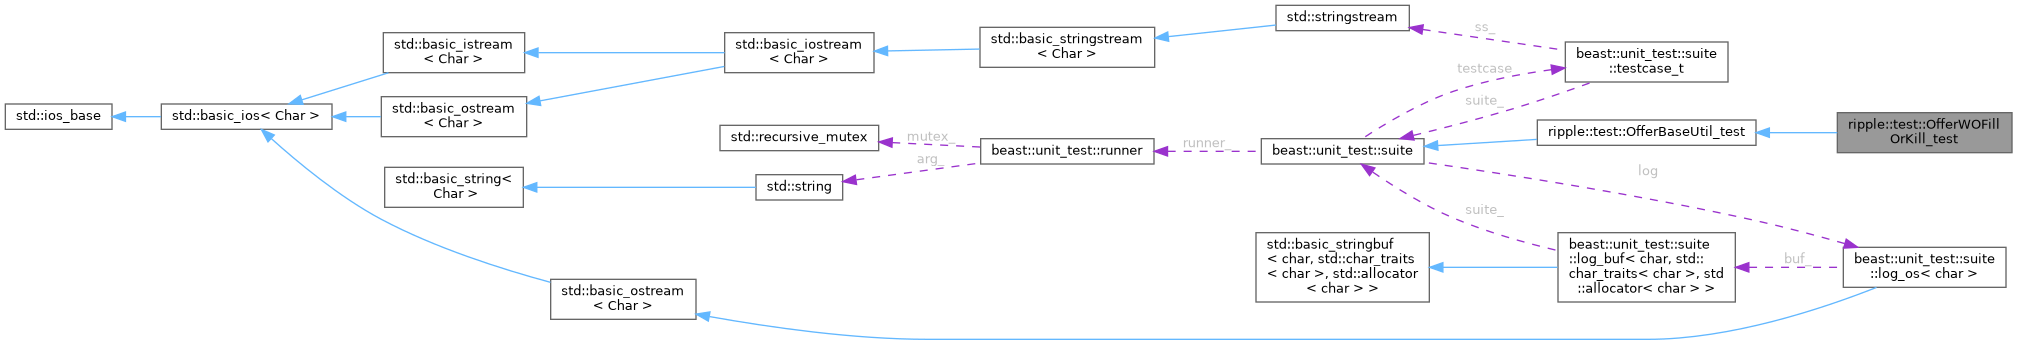 std::stringstream
ss_
std::basic_istream
< Char >
std::basic_iostream
< Char >
std::basic_stringstream
< Char >
beast::unit_test::suite
::testcase_t
testcase
suite_
std::ios_base
std::basic_ios< Char >
std::basic_ostream
< Char >
std::recursive_mutex
mutex_
arg_
beast::unit_test::runner
runner_
beast::unit_test::suite
ripple::test::OfferBaseUtil_test
ripple::test::OfferWOFill
OrKill_test
std::basic_string<
Char >
std::string
log
suite_
std::basic_stringbuf
< char, std::char_traits
< char >, std::allocator
< char > >
beast::unit_test::suite
::log_buf< char, std::
char_traits< char >, std
::allocator< char > >
buf_
beast::unit_test::suite
::log_os< char >
std::basic_ostream
< Char >